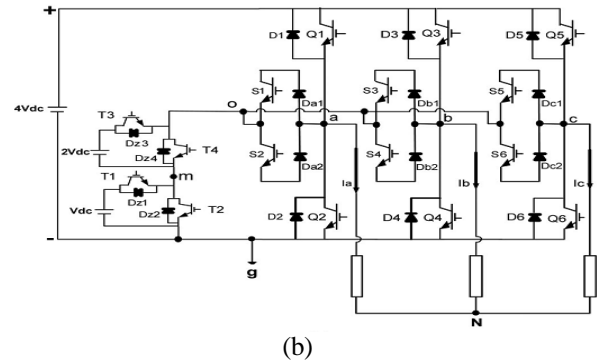 +
D1 Q1 D3 Q3 D5 Q5
4Vdc
T3
S1 Da1 S3 Db1 S5 Dc1
o a b c
Dz3
T4
2Vdc
Dz4
S2 Da2 S4 Db2 S6 Dc2
T1
m
Ia Ib Ic
Vdc
Dz1
Dz2
T2
D2 Q2 D4 Q4 D6 Q6
-
g
N
(b)